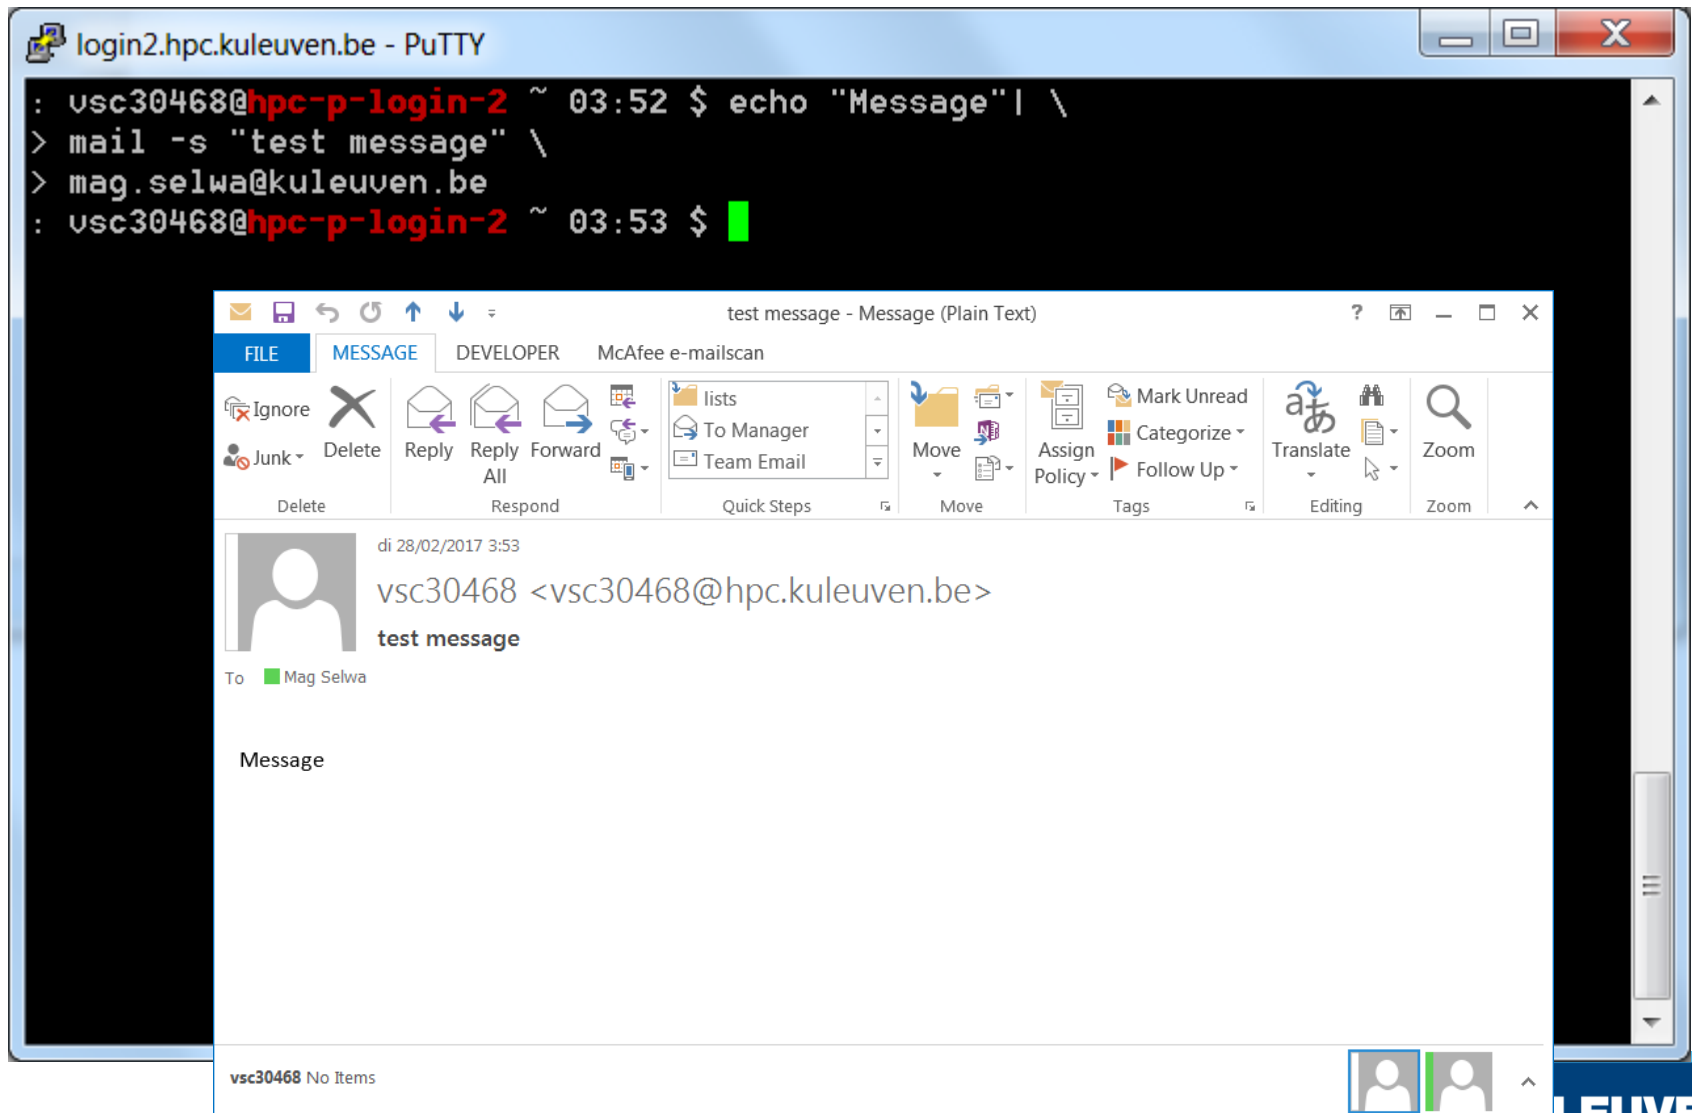 login2.hpc.kuleuven.be - PuTTY
: vsc30468@hpc-p-login-2 ~ 03:52 $ echo "Message"| \
> mail -s "test message" \
> mag.selwa@kuleuven.be
: vsc30468@hpc-p-login-2 ~ 03:53 $
test message - Message (Plain Text)
FILE MESSAGE DEVELOPER McAfee e-mailscan
Ignore
Junk
Delete
Delete
Reply
Reply All
Forward
Respond
lists
To Manager
Team Email
Quick Steps
Move
Move
Assign Policy
Mark Unread
Categorize
Follow Up
Tags
Translate
Editing
Zoom
Zoom
di 28/02/2017 3:53
vsc30468 <vsc30468@hpc.kuleuven.be>
test message
To Mag Selwa
Message
vsc30468 No Items